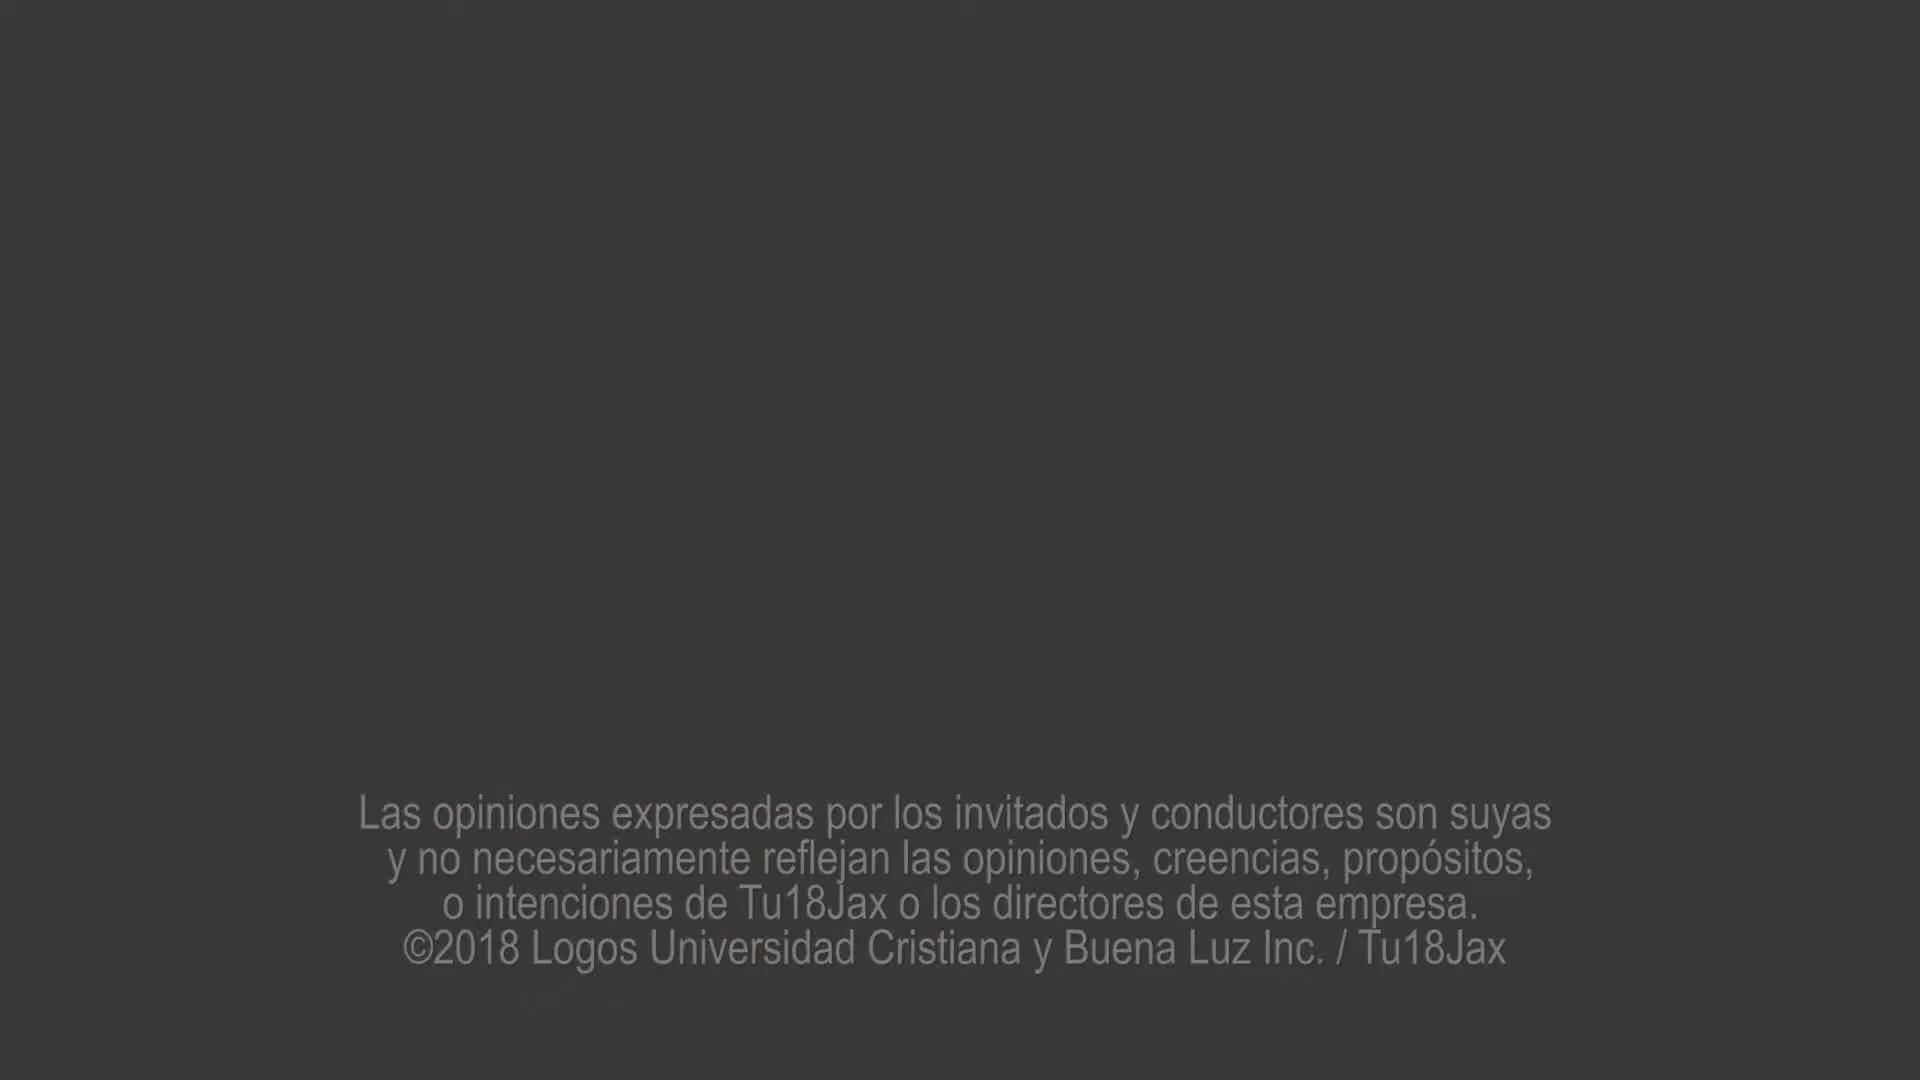 Las opiniones expresadas por los invitados y conductores son suyas
y no necesariamente reflejan las opiniones, creencias, propósitos,
o intenciones de Tu18Jax o los directores de esta empresa.
©2018 Logos Universidad Cristiana y Buena Luz Inc. / Tu18Jax